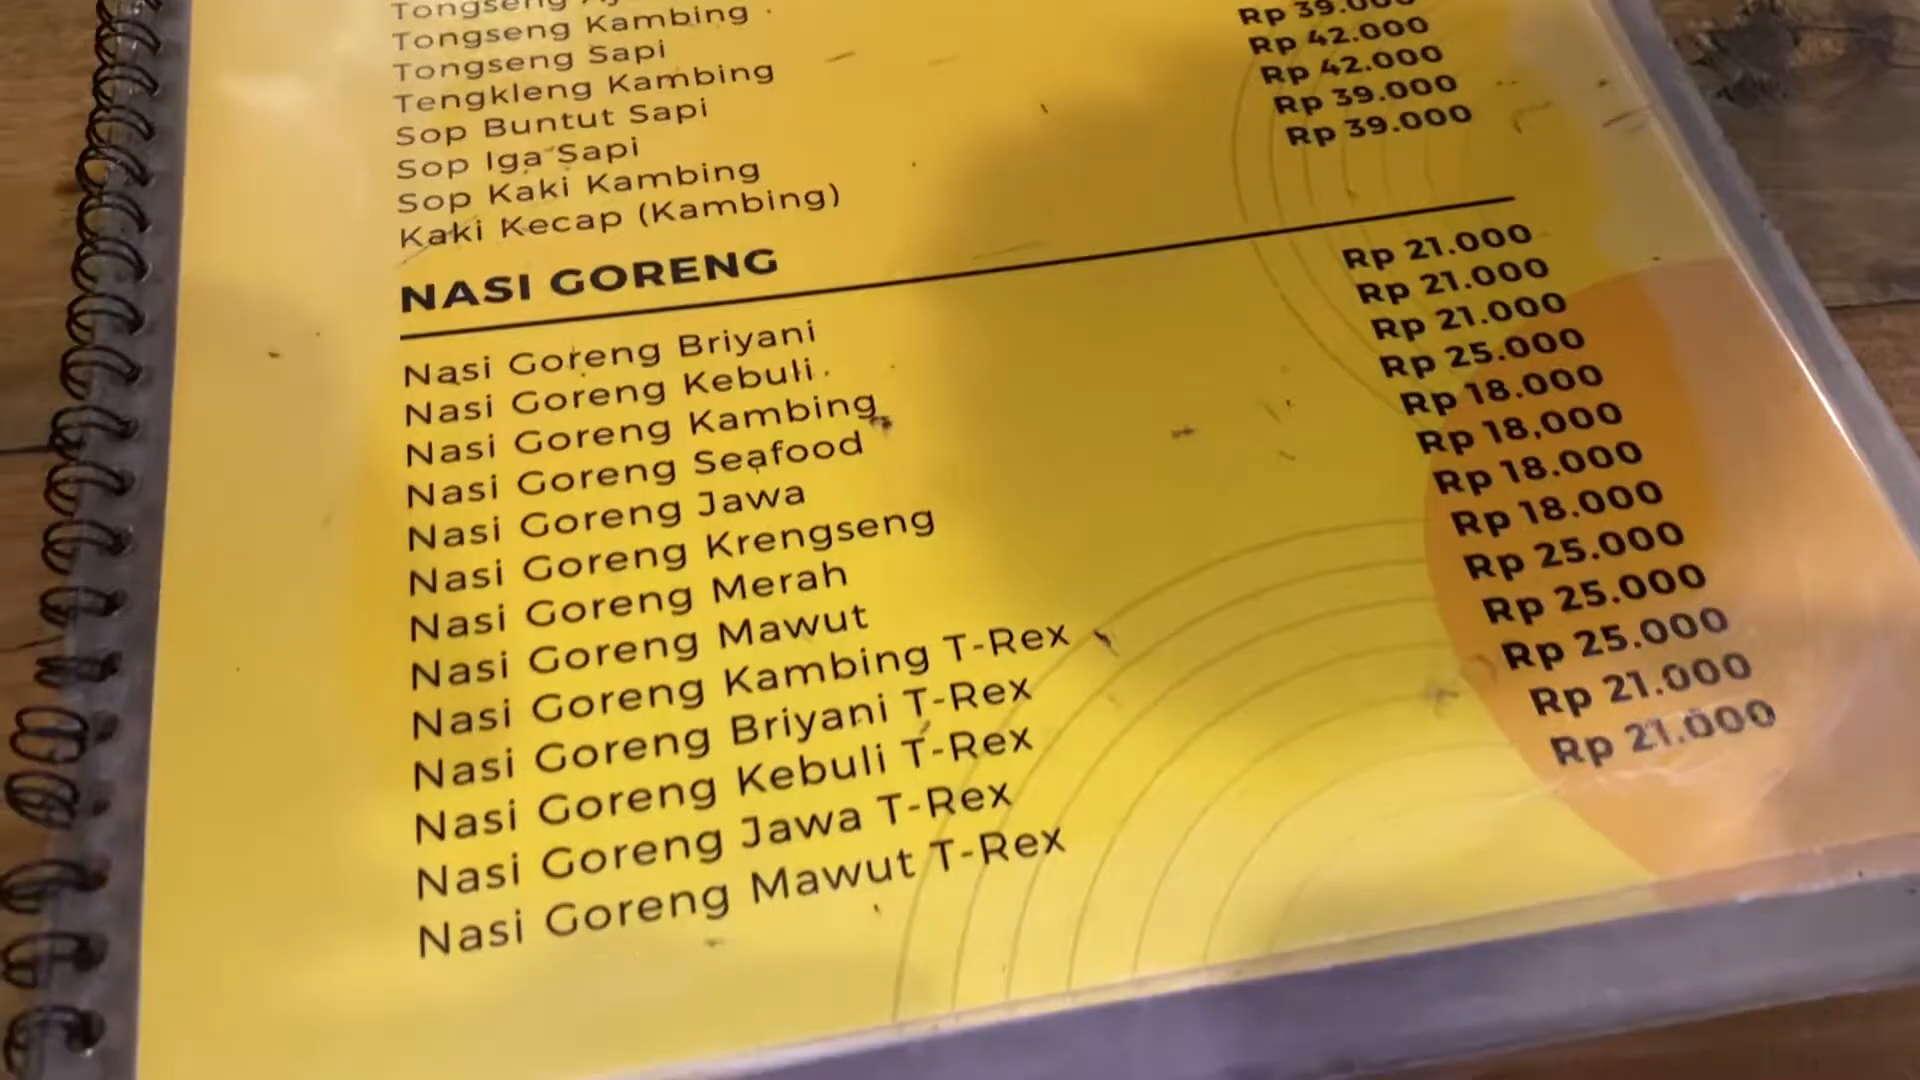 Tongseng
Tongseng Kambing
Tongseng Sapi
Tengkleng Kambing Rp 39.000
Sop Buntut Sapi Rp 42.000
Sop Iga Sapi Rp 42.000
Sop Kaki Kambing Rp 39.000
Kaki Kecap (Kambing) Rp 39.000
NASI GORENG
Nasi Goreng Briyani Rp 21.000
Nasi Goreng Kebuli Rp 21.000
Nasi Goreng Kambing Rp 21.000
Nasi Goreng Seafood Rp 25.000
Nasi Goreng Jawa Rp 18.000
Nasi Goreng Krengseng Rp 18.000
Nasi Goreng Merah Rp 18.000
Nasi Goreng Mawut Rp 18.000
Nasi Goreng Kambing T-Rex Rp 25.000
Nasi Goreng Briyani T-Rex Rp 25.000
Nasi Goreng Kebuli T-Rex Rp 25.000
Nasi Goreng Jawa T-Rex Rp 21.000
Nasi Goreng Mawut T-Rex Rp 21.000